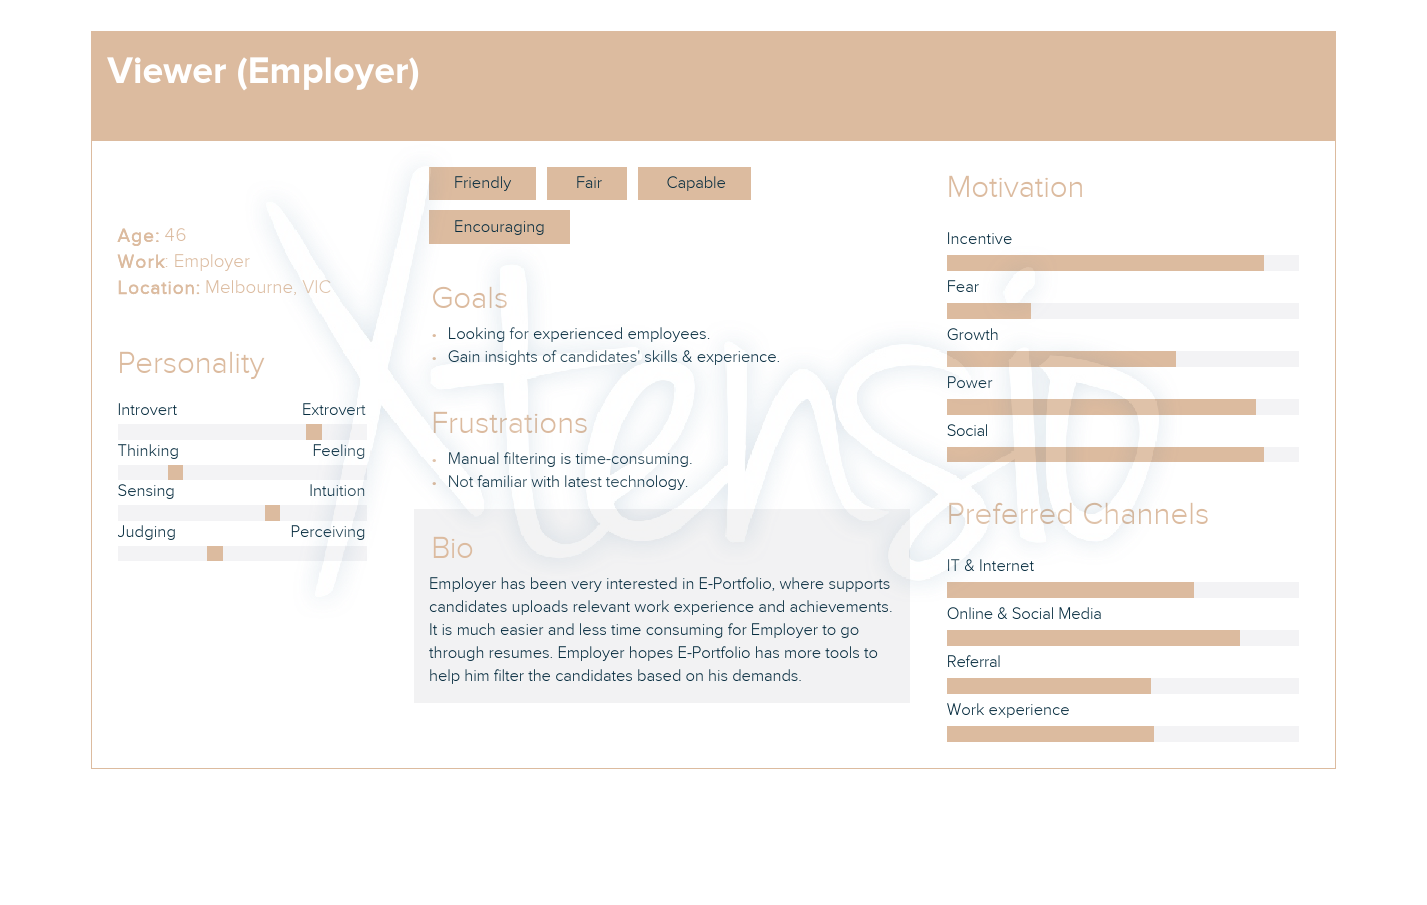 Viewer (Employer)
Age: 46
Work: Employer
Location: Melbourne, VIC
Personality
Introvert Extrovert
Thinking Feeling
Sensing Intuition
Judging Perceiving
Friendly Fair Capable
Encouraging
Goals
• Looking for experienced employees.
• Gain insights of candidates' skills & experience.
Frustrations
• Manual filtering is time-consuming.
• Not familiar with latest technology.
Bio
Employer has been very interested in E-Portfolio, where supports
candidates uploads relevant work experience and achievements.
It is much easier and less time consuming for Employer to go
through resumes. Employer hopes E-Portfolio has more tools to
help him filter the candidates based on his demands.
Motivation
Incentive
Fear
Growth
Power
Social
Preferred Channels
IT & Internet
Online & Social Media
Referral
Work experience
Xtensio